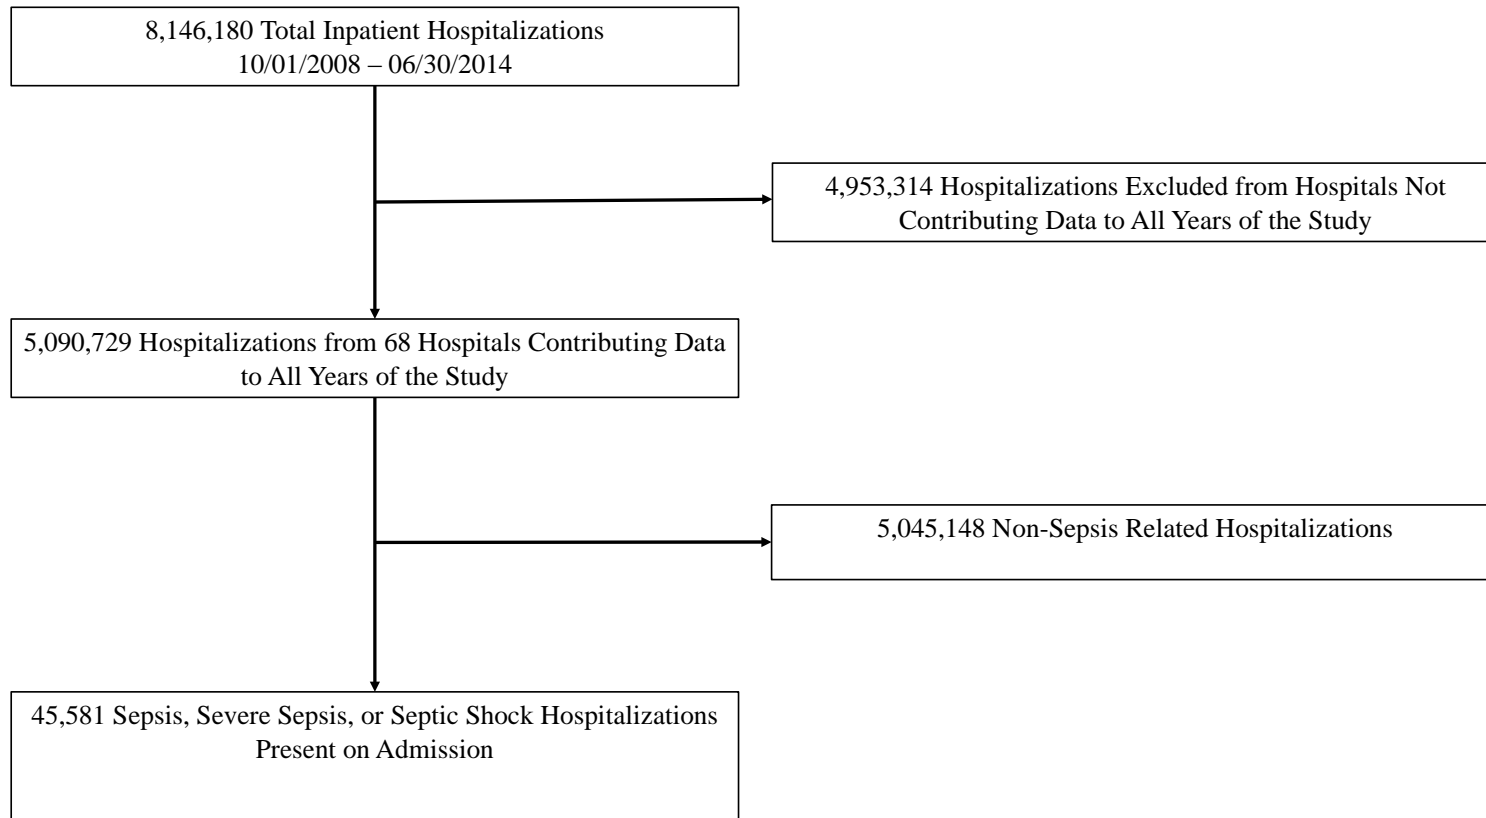 8,146,180 Total Inpatient Hospitalizations
10/01/2008 – 06/30/2014
4,953,314 Hospitalizations Excluded from Hospitals Not
Contributing Data to All Years of the Study
5,090,729 Hospitalizations from 68 Hospitals Contributing Data
to All Years of the Study
5,045,148 Non-Sepsis Related Hospitalizations
45,581 Sepsis, Severe Sepsis, or Septic Shock Hospitalizations
Present on Admission